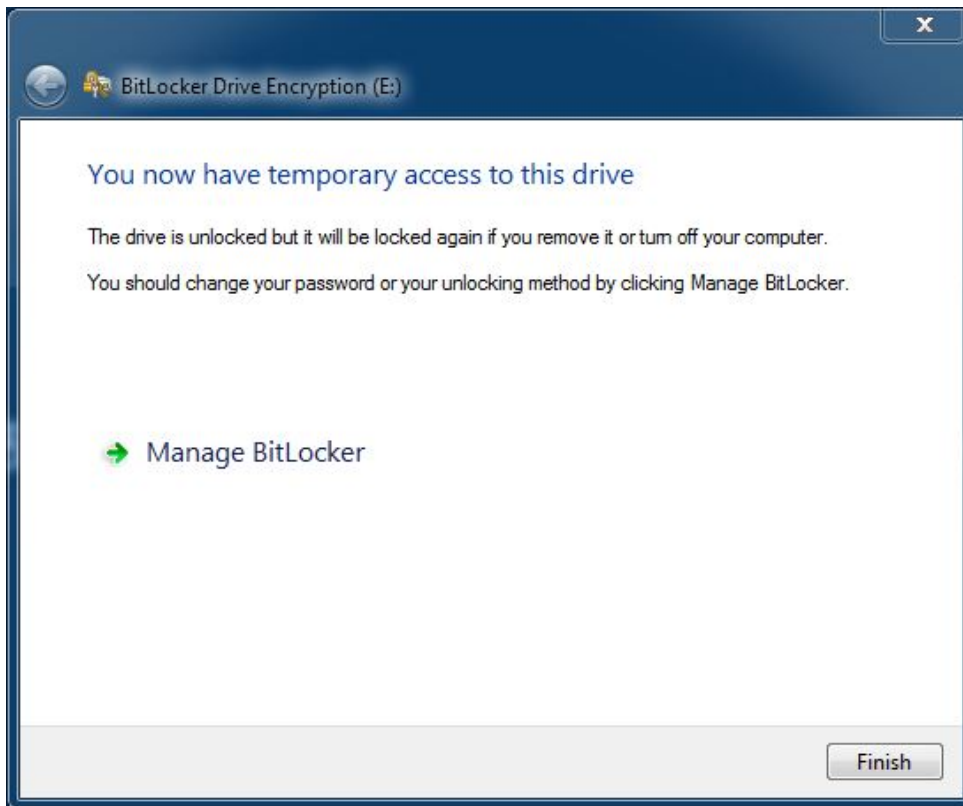 X
BitLocker Drive Encryption (E:)
You now have temporary access to this drive
The drive is unlocked but it will be locked again if you remove it or turn off your computer.
You should change your password or your unlocking method by clicking Manage BitLocker.
Manage BitLocker
Finish